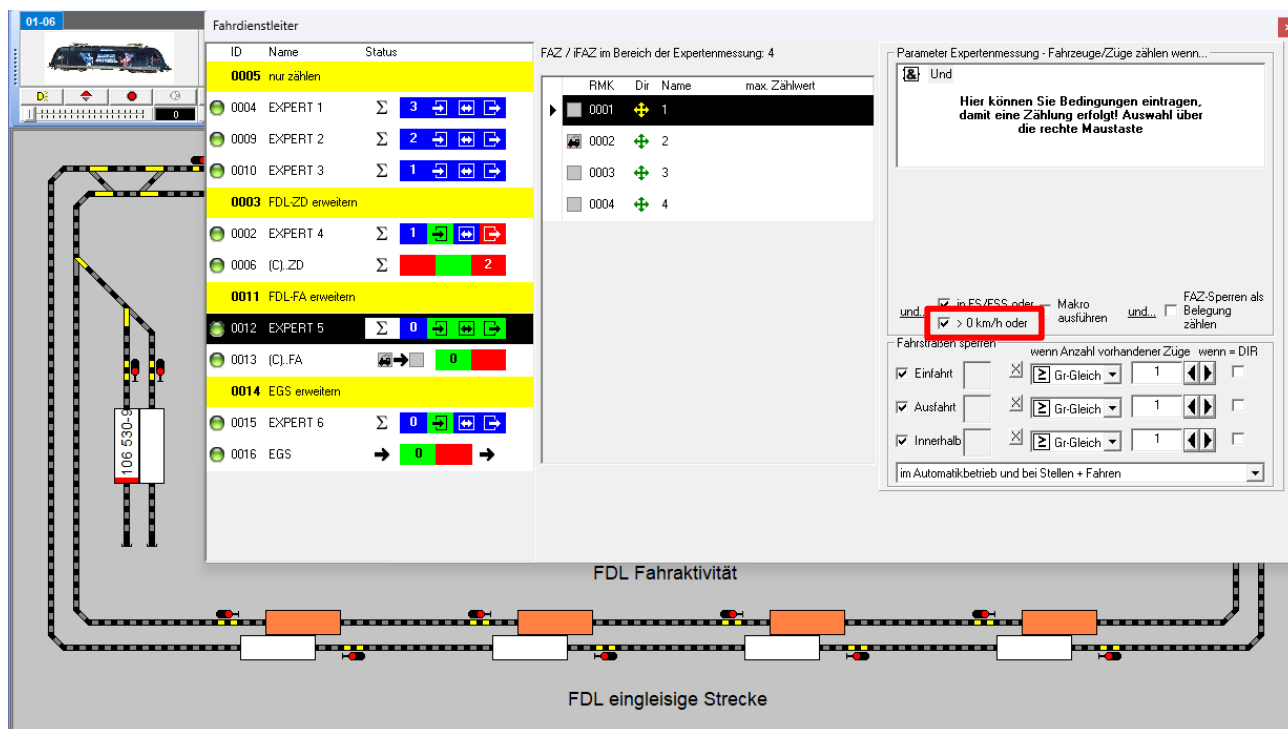 01-06
Fahrdienstleiter
ID Name Status
0005 nur zählen
0004 EXPERT 1 Σ 3
0009 EXPERT 2 Σ 2
0010 EXPERT 3 Σ 1
0003 FDL-ZD erweitern
0002 EXPERT 4 Σ 1
0006 (C)..ZD Σ 2
0011 FDL-FA erweitern
0012 EXPERT 5 Σ 0
0013 (C)..FA 0
0014 EGS erweitern
0015 EXPERT 6 Σ 0
0016 EGS 0
FAZ / iFAZ im Bereich der Expertenmessung: 4
RMK Dir Name max. Zählwert
0001 1
0002 2
0003 3
0004 4
Parameter Expertenmessung - Fahrzeuge/Züge zählen wenn...
& Und
Hier können Sie Bedingungen eintragen,
damit eine Zählung erfolgt! Auswahl über
die rechte Maustaste
und... in FS/FSS oder
> 0 km/h oder
Makro
ausführen
und...
FAZ-Sperren als
Belegung
zählen
Fahrstraßen sperren
wenn Anzahl vorhandener Züge wenn = DIR
Einfahrt ≥ Gr-Gleich 1
Ausfahrt ≥ Gr-Gleich 1
Innerhalb ≥ Gr-Gleich 1
im Automatikbetrieb und bei Stellen + Fahren
0
106 530-9
FDL Fahraktivität
FDL eingleisige Strecke